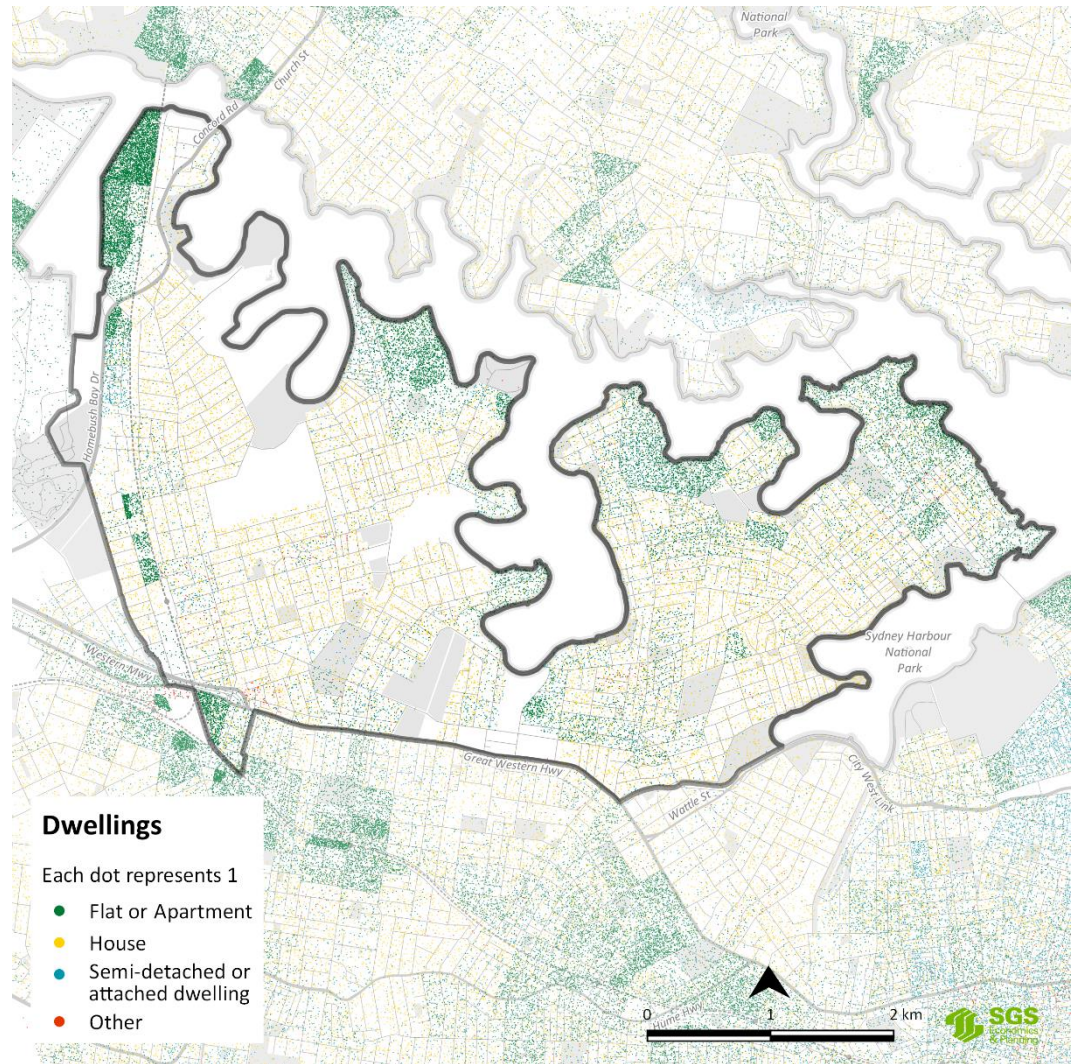 National
Park
Church St
Concord Rd
Homebush Bay Dr
Sydney Harbour
National
Park
Western Mwy
Great Western Hwy
Wattle St
City West Link
Hume Hwy
Dwellings
Each dot represents 1
Flat or Apartment
House
Semi-detached or
attached dwelling
Other
0 1 2 km
SGS
Economics
& Planning